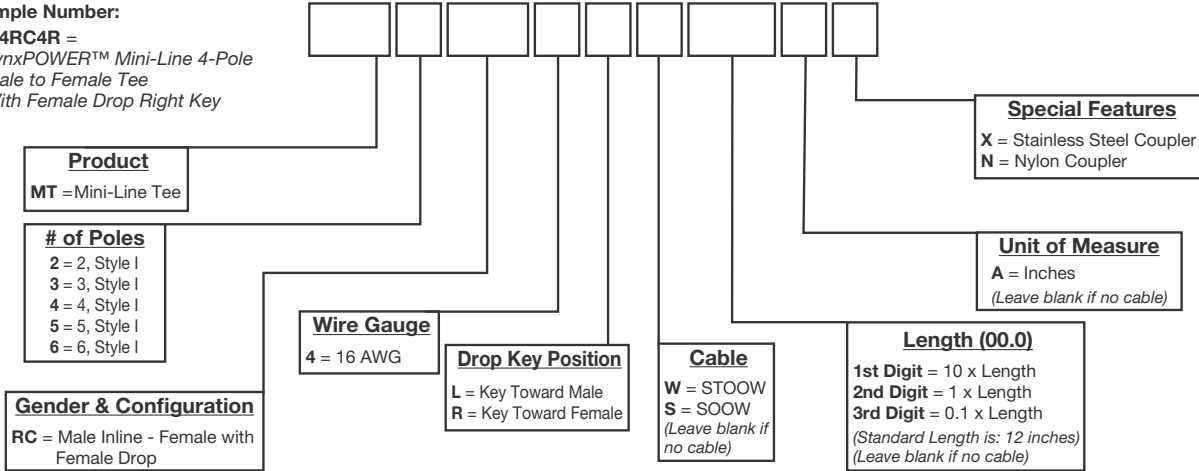 mple Number:
4RC4R =
ynxPOWER™ Mini-Line 4-Pole
ale to Female Tee
With Female Drop Right Key
Special Features
X = Stainless Steel Coupler
N = Nylon Coupler
Product
MT =Mini-Line Tee
# of Poles
2 = 2, Style I
3 = 3, Style I
4 = 4, Style I
5 = 5, Style I
6 = 6, Style I
Unit of Measure
A = Inches
(Leave blank if no cable)
Wire Gauge
4 = 16 AWG
Drop Key Position
L = Key Toward Male
R = Key Toward Female
Cable
W = STOOW
S = SOOW
(Leave blank if
no cable)
Length (00.0)
1st Digit = 10 x Length
2nd Digit = 1 x Length
3rd Digit = 0.1 x Length
(Standard Length is: 12 inches)
(Leave blank if no cable)
Gender & Configuration
RC = Male Inline - Female with
Female Drop